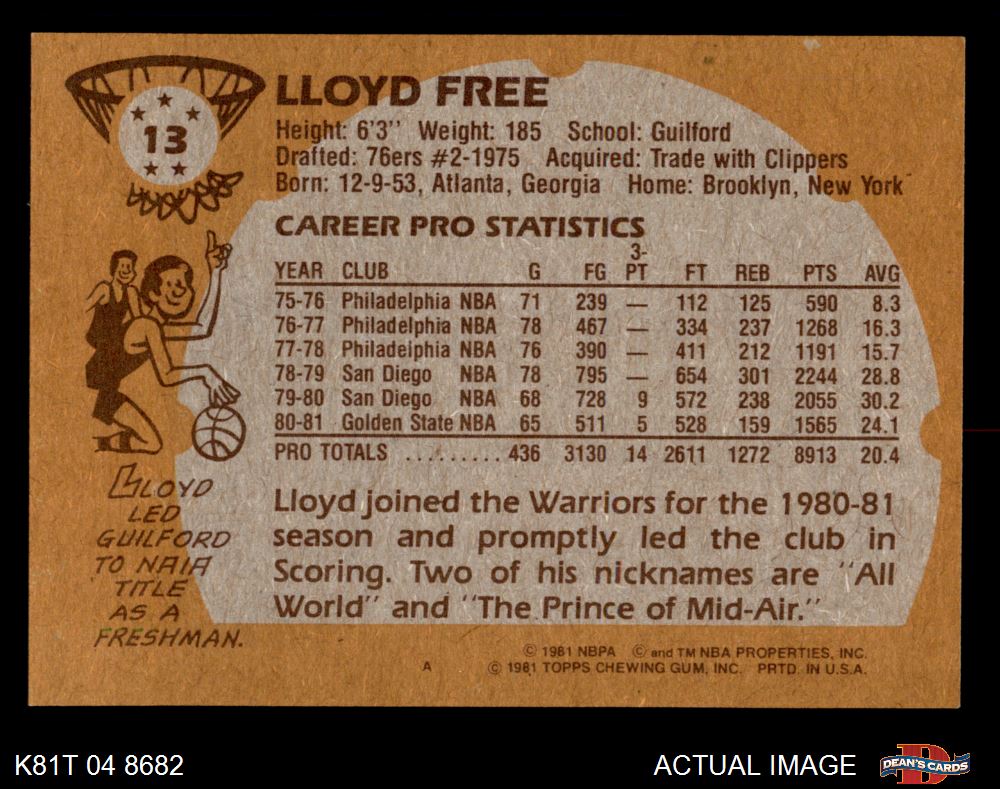 13
LLOYD FREE
Height: 6'3'' Weight: 185 School: Guilford
Drafted: 76ers #2-1975 Acquired: Trade with Clippers
Born: 12-9-53, Atlanta, Georgia Home: Brooklyn, New York
CAREER PRO STATISTICS
YEAR CLUB G FG 3-PT FT REB PTS AVG
75-76 Philadelphia NBA 71 239 — 112 125 590 8.3
76-77 Philadelphia NBA 78 467 — 334 237 1268 16.3
77-78 Philadelphia NBA 76 390 — 411 212 1191 15.7
78-79 San Diego NBA 78 795 — 654 301 2244 28.8
79-80 San Diego NBA 68 728 9 572 238 2055 30.2
80-81 Golden State NBA 65 511 5 528 159 1565 24.1
PRO TOTALS ......... 436 3130 14 2611 1272 8913 20.4
LLOYD
LED
GUILFORD
TO NAIA
TITLE
AS A
FRESHMAN.
Lloyd joined the Warriors for the 1980-81
season and promptly led the club in
Scoring. Two of his nicknames are ''All
World'' and ''The Prince of Mid-Air.''
© 1981 NBPA © and TM NBA PROPERTIES, INC.
A © 1981 TOPPS CHEWING GUM, INC. PRTD. IN U.S.A.
K81T 04 8682
ACTUAL IMAGE
DEAN'S CARDS